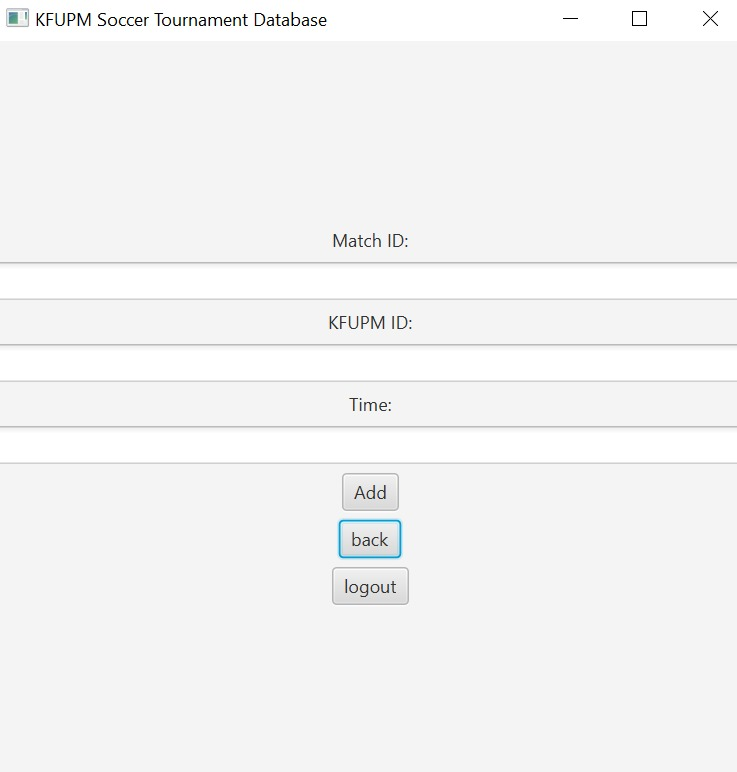 KFUPM Soccer Tournament Database
Match ID:
KFUPM ID:
Time:
Add
back
logout